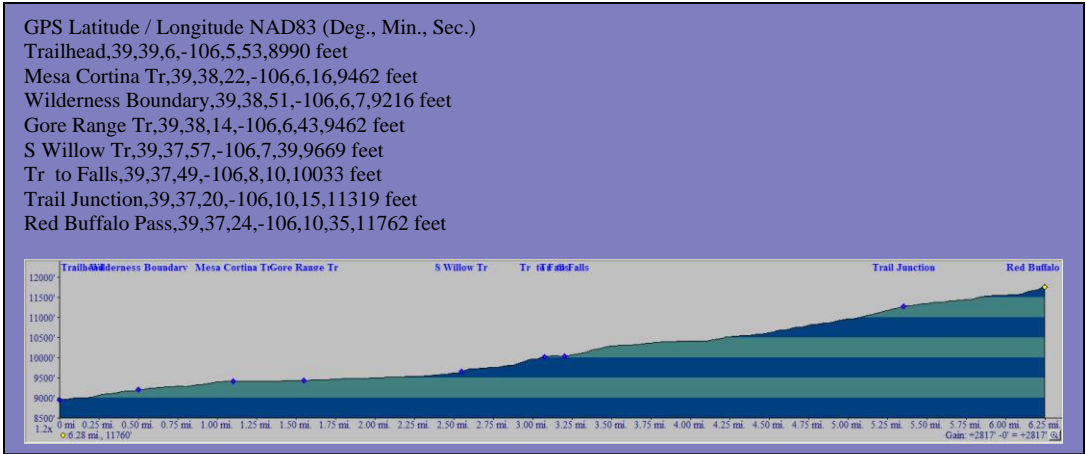 GPS Latitude / Longitude NAD83 (Deg., Min., Sec.)
Trailhead,39,39,6,-106,5,53,8990 feet
Mesa Cortina Tr,39,38,22,-106,6,16,9462 feet
Wilderness Boundary,39,38,51,-106,6,7,9216 feet
Gore Range Tr,39,38,14,-106,6,43,9462 feet
S Willow Tr,39,37,57,-106,7,39,9669 feet
Tr to Falls,39,37,49,-106,8,10,10033 feet
Trail Junction,39,37,20,-106,10,15,11319 feet
Red Buffalo Pass,39,37,24,-106,10,35,11762 feet
Trailhead Wilderness Boundary Mesa Cortina Tr Gore Range Tr S Willow Tr Tr to Falls Trail Junction Red Buffalo
12000'
11500'
11000'
10500'
10000'
9500'
9000'
8500'
1.2x 0 mi. 0.25 mi. 0.50 mi. 0.75 mi. 1.00 mi. 1.25 mi. 1.50 mi. 1.75 mi. 2.00 mi. 2.25 mi. 2.50 mi. 2.75 mi. 3.00 mi. 3.25 mi. 3.50 mi. 3.75 mi. 4.00 mi. 4.25 mi. 4.50 mi. 4.75 mi. 5.00 mi. 5.25 mi. 5.50 mi. 5.75 mi. 6.00 mi. 6.25 mi.
:6.28 mi., 11760' Gain: +2817' -0' = +2817'